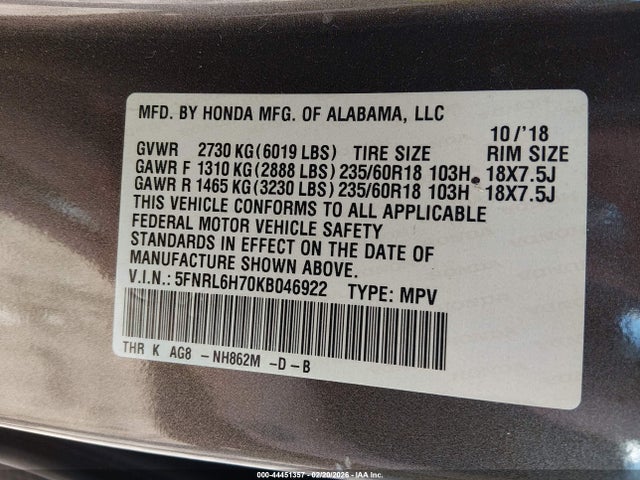 MFD. BY HONDA MFG. OF ALABAMA, LLC
10/'18
GVWR 2730 KG(6019 LBS) TIRE SIZE RIM SIZE
GAWR F 1310 KG(2888 LBS) 235/60R18 103H 18X7.5J
GAWR R 1465 KG(3230 LBS) 235/60R18 103H 18X7.5J
THIS VEHICLE CONFORMS TO ALL APPLICABLE
FEDERAL MOTOR VEHICLE SAFETY
STANDARDS IN EFFECT ON THE DATE OF
MANUFACTURE SHOWN ABOVE.
V.I.N.: 5FNRL6H70KB046922 TYPE: MPV
THR K AG8 -NH862M -D-B
000-44451357 - 02/20/2026 - IAA Inc.